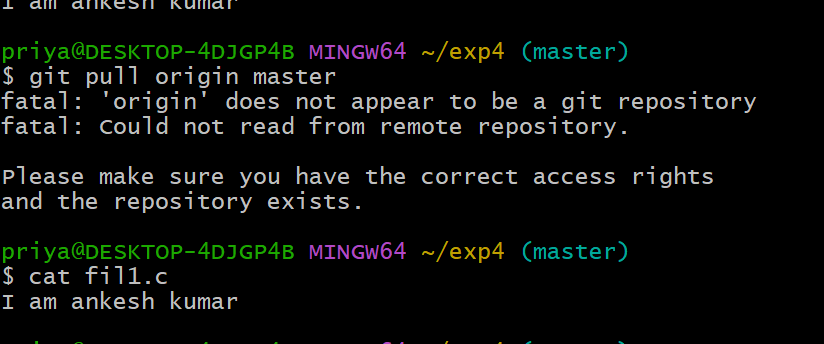 I am ankesh kumar
priya@DESKTOP-4DJGP4B MINGW64 ~/exp4 (master)
$ git pull origin master
fatal: 'origin' does not appear to be a git repository
fatal: Could not read from remote repository.
Please make sure you have the correct access rights
and the repository exists.
priya@DESKTOP-4DJGP4B MINGW64 ~/exp4 (master)
$ cat fil1.c
I am ankesh kumar